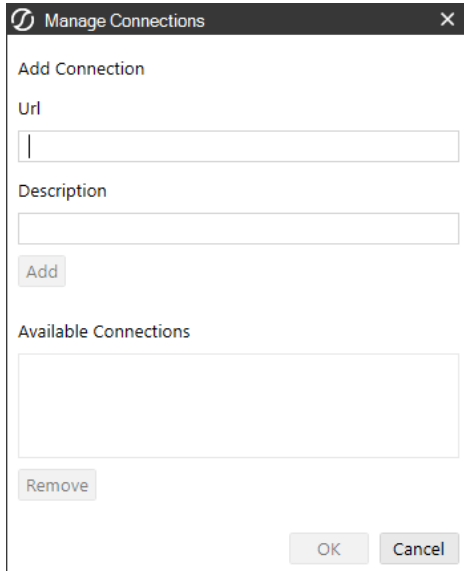 Manage Connections
Add Connection
Url
Description
Add
Available Connections
Remove
OK Cancel